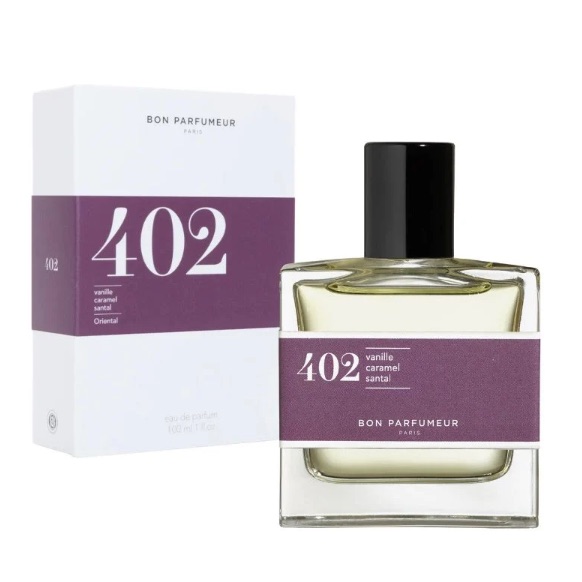 BON PARFUMEUR
PARIS
402
402
vanille
caramel
santal
Oriental
eau de parfum
402
vanille
caramel
santal
BON PARFUMEUR
PARIS